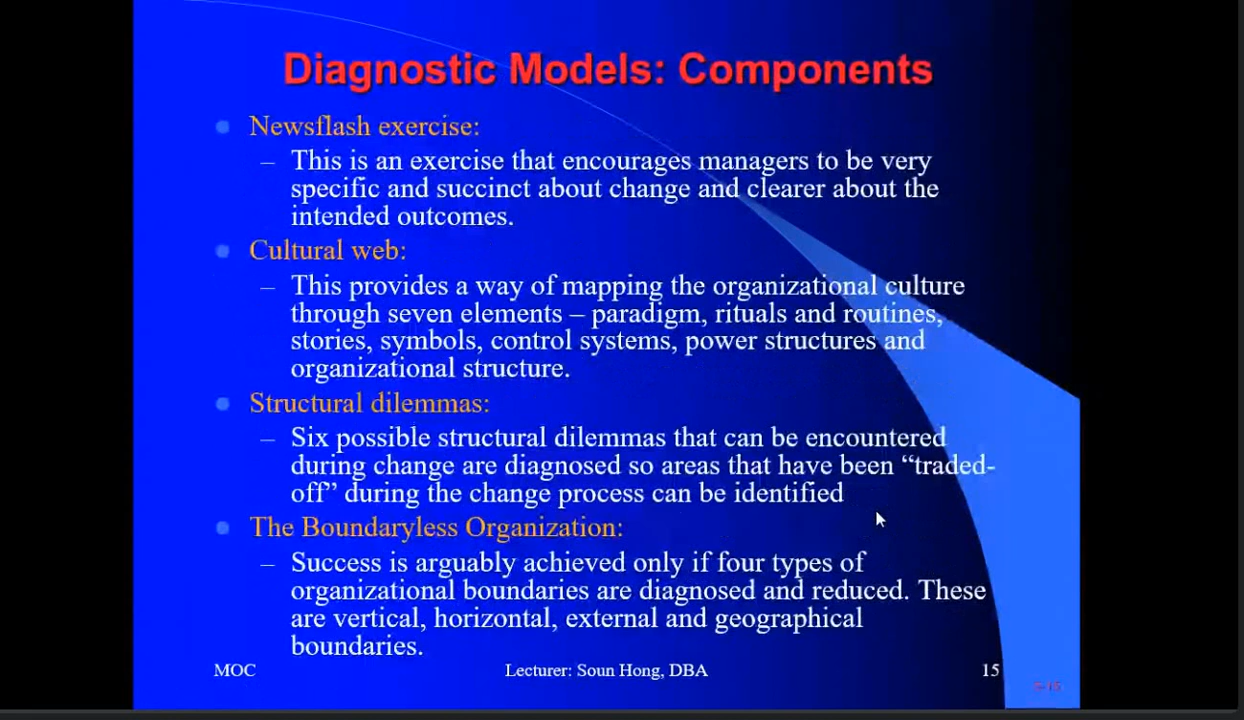 Diagnostic Models: Components
Newsflash exercise:
– This is an exercise that encourages managers to be very
specific and succinct about change and clearer about the
intended outcomes.
Cultural web:
– This provides a way of mapping the organizational culture
through seven elements – paradigm, rituals and routines,
stories, symbols, control systems, power structures and
organizational structure.
Structural dilemmas:
– Six possible structural dilemmas that can be encountered
during change are diagnosed so areas that have been “traded-
off” during the change process can be identified
The Boundaryless Organization:
– Success is arguably achieved only if four types of
organizational boundaries are diagnosed and reduced. These
are vertical, horizontal, external and geographical
boundaries.
MOC Lecturer: Soun Hong, DBA 15